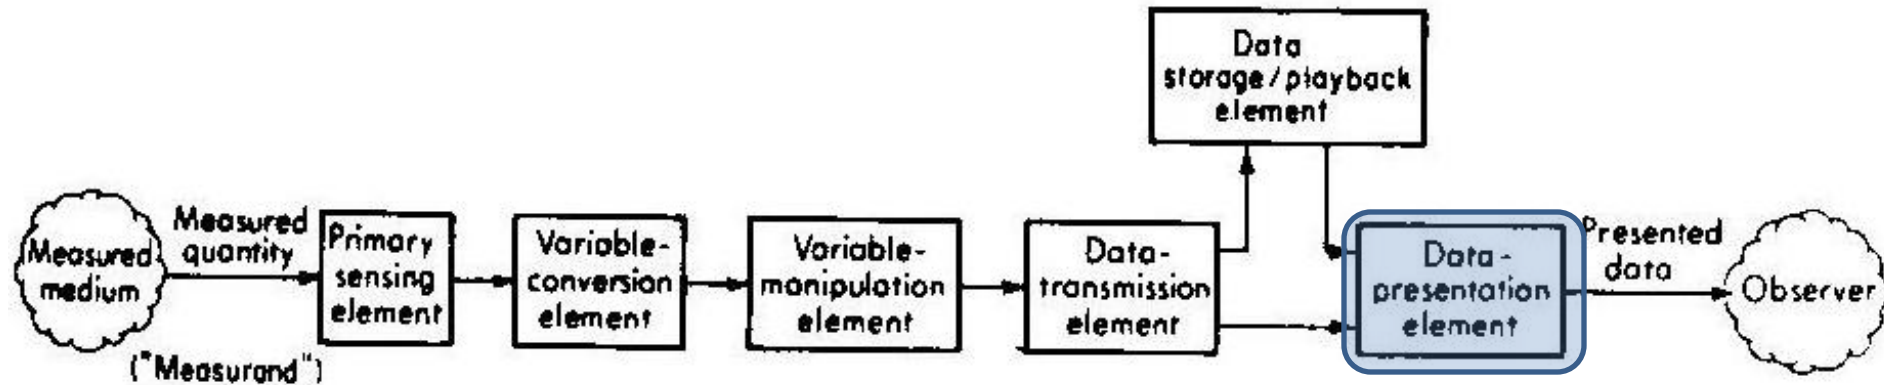 Data
storage/playback
element
Measured
medium
("Measurand")
Measured
quantity
Primary
sensing
element
Variable-
conversion
element
Variable-
manipulation
element
Data-
transmission
element
Data-
presentation
element
Presented
data
Observer